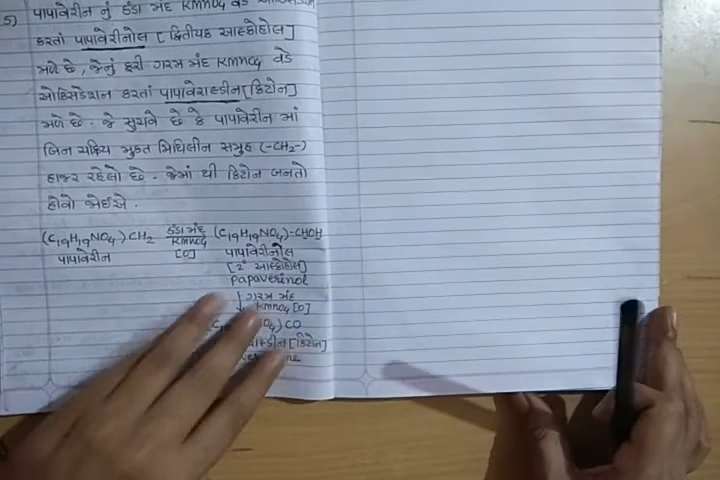 5) પાપાવેરીન નું ઠંડા મંદ KMnO4 વડે
કરતાં પાપાવેરીનોલ [દ્વિતીયક આલ્કોહોલ]
મળે છે, જેનું ફરી ગરમ મંદ KMnO4 વડે
ઓક્સિડેશન કરતાં પાપાવેરાલ્ડીન [કિટોન]
મળે છે. જે સુચવે છે કે પાપાવેરીન માં
બિન સક્રિય મુક્ત મિથિલીન સમુહ (-CH2-)
હાજર રહેલો છે. જેમાં થી કિટોન બનતો
હોવો જોઈએ.
(C19H19NO4)CH2 ઠંડા મંદ KMnO4 [O] (C19H19NO4)-CHOH
પાપાવેરીન પાપાવેરીનોલ
[2° આલ્કોહોલ]
Papaverinol
↓ ગરમ મંદ
KMnO4 [O]
O4)CO
[કિટોન]